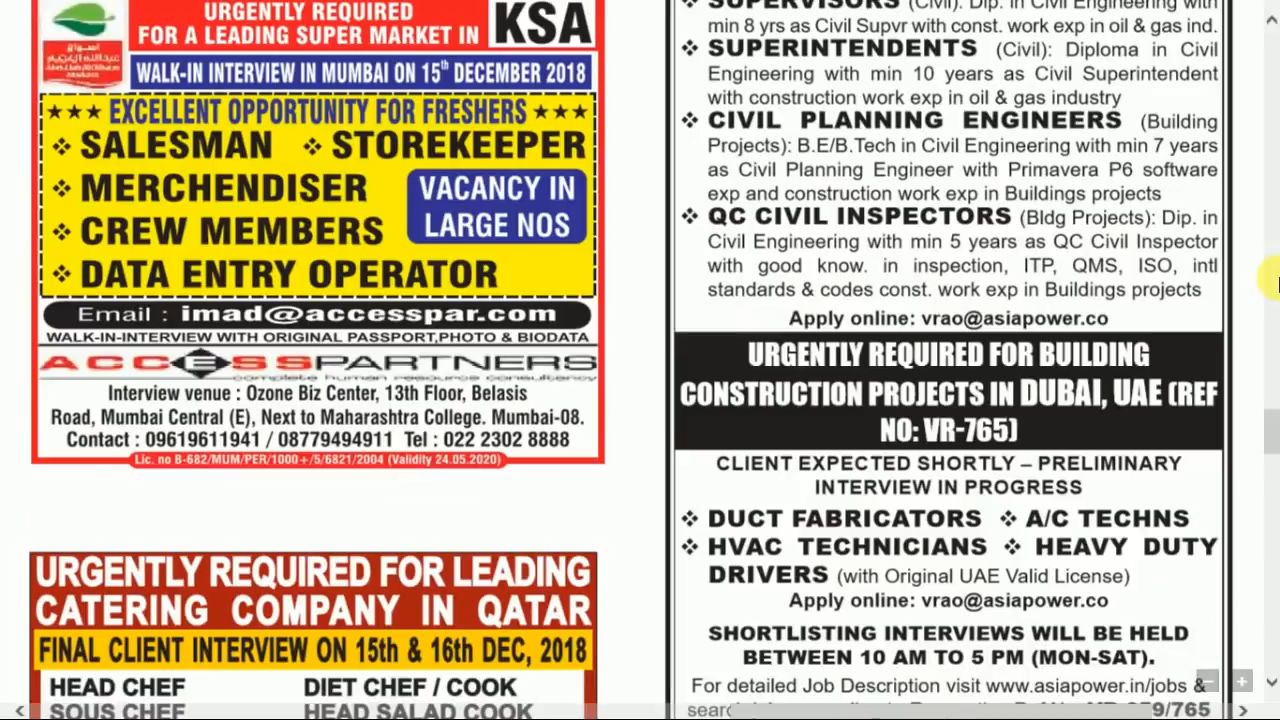 URGENTLY REQUIRED
FOR A LEADING SUPER MARKET IN KSA
WALK-IN INTERVIEW IN MUMBAI ON 15th DECEMBER 2018
★★★ EXCELLENT OPPORTUNITY FOR FRESHERS ★★★
❖ SALESMAN ❖ STOREKEEPER
❖ MERCHENDISER
VACANCY IN
LARGE NOS
❖ CREW MEMBERS
❖ DATA ENTRY OPERATOR
Email : imad@accesspar.com
WALK-IN-INTERVIEW WITH ORIGINAL PASSPORT,PHOTO & BIODATA
ACCESSPARTNERS
complete human resource consultancy
Interview venue : Ozone Biz Center, 13th Floor, Belasis
Road, Mumbai Central (E), Next to Maharashtra College. Mumbai-08.
Contact : 09619611941 / 08779494911 Tel : 022 2302 8888
Lic. no B-682/MUM/PER/1000+/5/6821/2004 (Validity 24.05.2020)
URGENTLY REQUIRED FOR LEADING
CATERING COMPANY IN QATAR
FINAL CLIENT INTERVIEW ON 15th & 16th DEC, 2018
HEAD CHEF DIET CHEF / COOK
SOUS CHEF HEAD SALAD COOK
❖ SUPERVISORS (Civil): Dip. in Civil Engineering with
min 8 yrs as Civil Supvr with const. work exp in oil & gas ind.
❖ SUPERINTENDENTS (Civil): Diploma in Civil
Engineering with min 10 years as Civil Superintendent
with construction work exp in oil & gas industry
❖ CIVIL PLANNING ENGINEERS (Building
Projects): B.E/B.Tech in Civil Engineering with min 7 years
as Civil Planning Engineer with Primavera P6 software
exp and construction work exp in Buildings projects
❖ QC CIVIL INSPECTORS (Bldg Projects): Dip. in
Civil Engineering with min 5 years as QC Civil Inspector
with good know. in inspection, ITP, QMS, ISO, intl
standards & codes const. work exp in Buildings projects
Apply online: vrao@asiapower.co
URGENTLY REQUIRED FOR BUILDING
CONSTRUCTION PROJECTS IN DUBAI, UAE (REF
NO: VR-765)
CLIENT EXPECTED SHORTLY – PRELIMINARY
INTERVIEW IN PROGRESS
❖ DUCT FABRICATORS ❖ A/C TECHNS
❖ HVAC TECHNICIANS ❖ HEAVY DUTY
DRIVERS (with Original UAE Valid License)
Apply online: vrao@asiapower.co
SHORTLISTING INTERVIEWS WILL BE HELD
BETWEEN 10 AM TO 5 PM (MON-SAT).
For detailed Job Description visit www.asiapower.in/jobs &